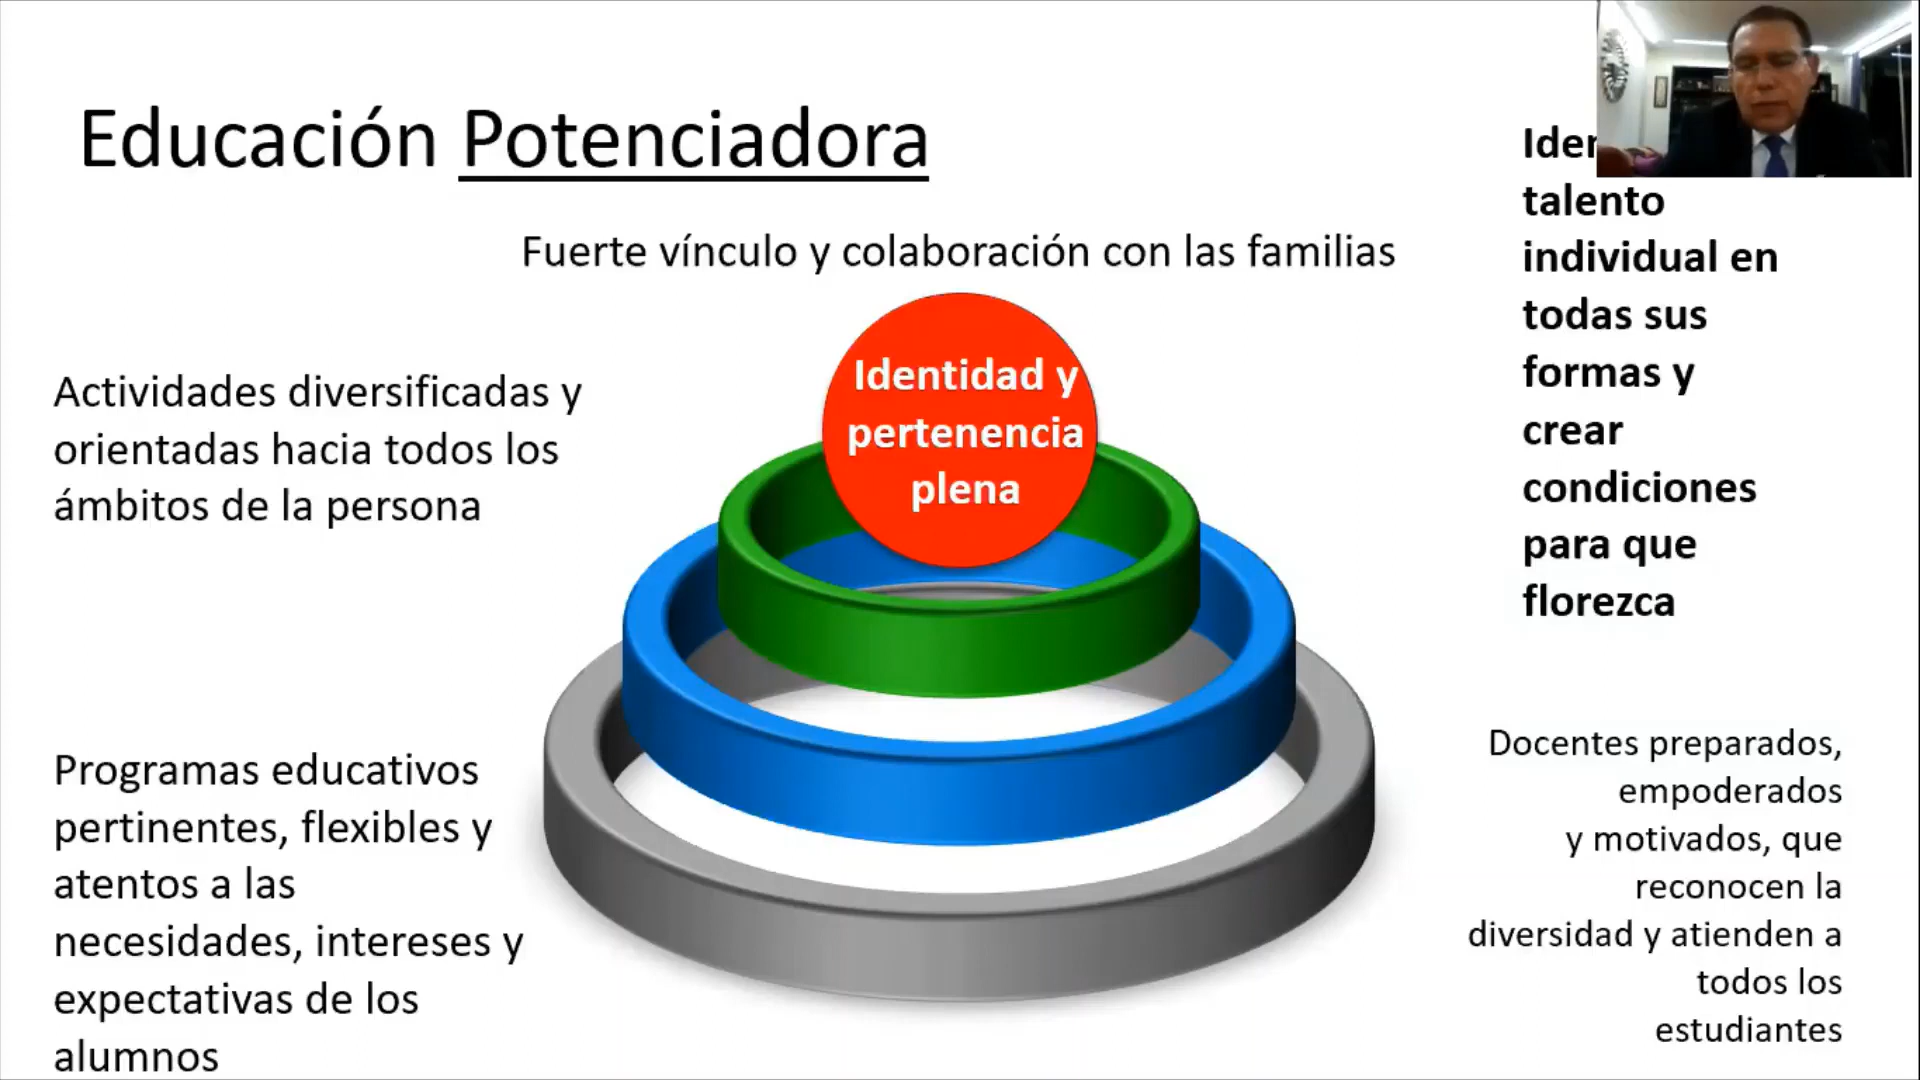 Educación Potenciadora
Fuerte vínculo y colaboración con las familias
Identidad y
pertenencia
plena
Actividades diversificadas y
orientadas hacia todos los
ámbitos de la persona
Programas educativos
pertinentes, flexibles y
atentos a las
necesidades, intereses y
expectativas de los
alumnos
talento
individual en
todas sus
formas y
crear
condiciones
para que
florezca
Docentes preparados,
empoderados
y motivados, que
reconocen la
diversidad y atienden a
todos los
estudiantes